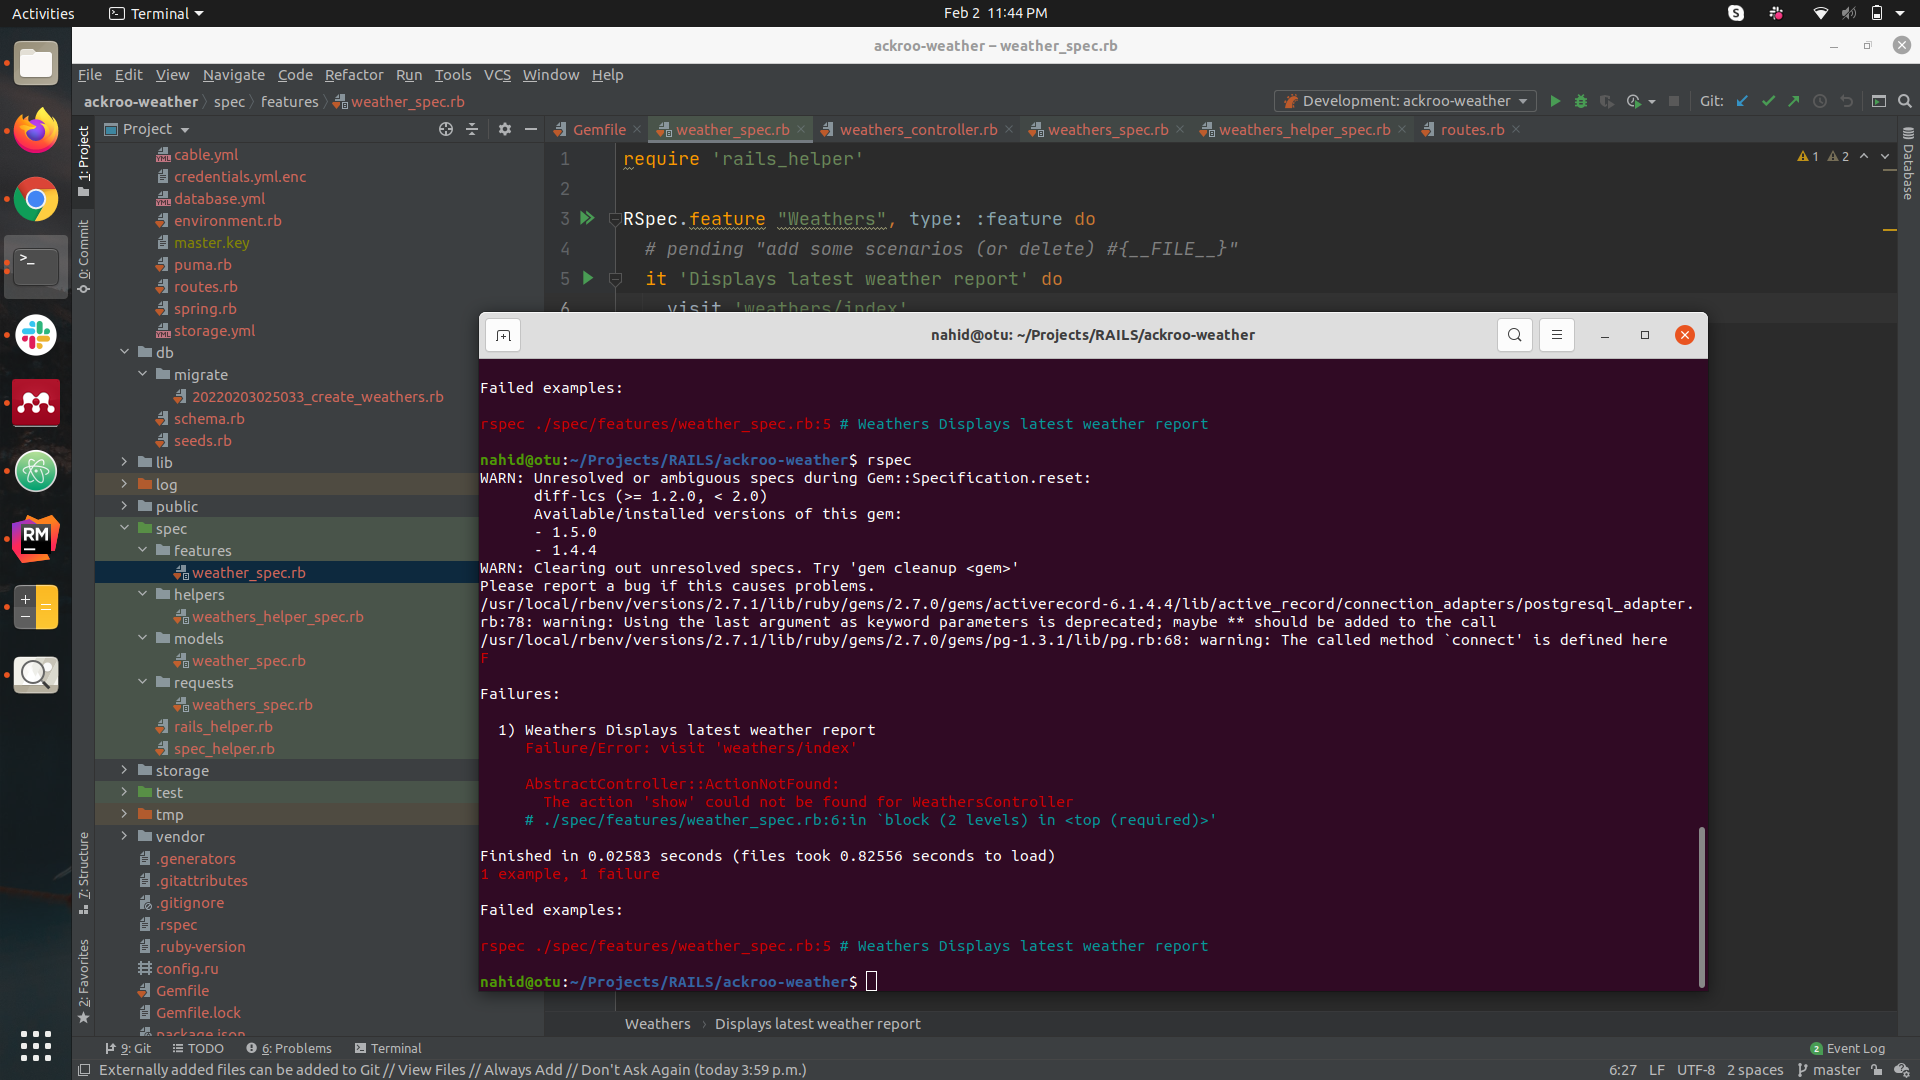 Activities
Terminal
Feb 2 11:44 PM
ackroo-weather – weather_spec.rb
File Edit View Navigate Code Refactor Run Tools VCS Window Help
ackroo-weather spec features weather_spec.rb
Development: ackroo-weather
Git:
Project
Gemfile
weather_spec.rb
weathers_controller.rb
weathers_spec.rb
weathers_helper_spec.rb
routes.rb
1: Project
0: Commit
7: Structure
2: Favorites
Database
cable.yml
credentials.yml.enc
database.yml
environment.rb
master.key
puma.rb
routes.rb
spring.rb
storage.yml
db
migrate
20220203025033_create_weathers.rb
schema.rb
seeds.rb
lib
log
public
spec
features
weather_spec.rb
helpers
weathers_helper_spec.rb
models
weather_spec.rb
requests
weathers_spec.rb
rails_helper.rb
spec_helper.rb
storage
test
tmp
vendor
.generators
.gitattributes
.gitignore
.rspec
.ruby-version
config.ru
Gemfile
Gemfile.lock
package.json
1 require 'rails_helper'
2
3 RSpec.feature "Weathers", type: :feature do
4 # pending "add some scenarios (or delete) #{__FILE__}"
5 it 'Displays latest weather report' do
6 visit 'weathers/index'
1 2
nahid@otu: ~/Projects/RAILS/ackroo-weather
Failed examples:
rspec ./spec/features/weather_spec.rb:5 # Weathers Displays latest weather report
nahid@otu:~/Projects/RAILS/ackroo-weather$ rspec
WARN: Unresolved or ambiguous specs during Gem::Specification.reset:
diff-lcs (>= 1.2.0, < 2.0)
Available/installed versions of this gem:
- 1.5.0
- 1.4.4
WARN: Clearing out unresolved specs. Try 'gem cleanup <gem>'
Please report a bug if this causes problems.
/usr/local/rbenv/versions/2.7.1/lib/ruby/gems/2.7.0/gems/activerecord-6.1.4.4/lib/active_record/connection_adapters/postgresql_adapter.
rb:78: warning: Using the last argument as keyword parameters is deprecated; maybe ** should be added to the call
/usr/local/rbenv/versions/2.7.1/lib/ruby/gems/2.7.0/gems/pg-1.3.1/lib/pg.rb:68: warning: The called method `connect' is defined here
F
Failures:
1) Weathers Displays latest weather report
Failure/Error: visit 'weathers/index'
AbstractController::ActionNotFound:
The action 'show' could not be found for WeathersController
# ./spec/features/weather_spec.rb:6:in `block (2 levels) in <top (required)>'
Finished in 0.02583 seconds (files took 0.82556 seconds to load)
1 example, 1 failure
Failed examples:
rspec ./spec/features/weather_spec.rb:5 # Weathers Displays latest weather report
nahid@otu:~/Projects/RAILS/ackroo-weather$
Weathers › Displays latest weather report
9: Git
TODO
6: Problems
Terminal
2 Event Log
Externally added files can be added to Git // View Files // Always Add // Don't Ask Again (today 3:59 p.m.)
6:27 LF UTF-8 2 spaces master
RM